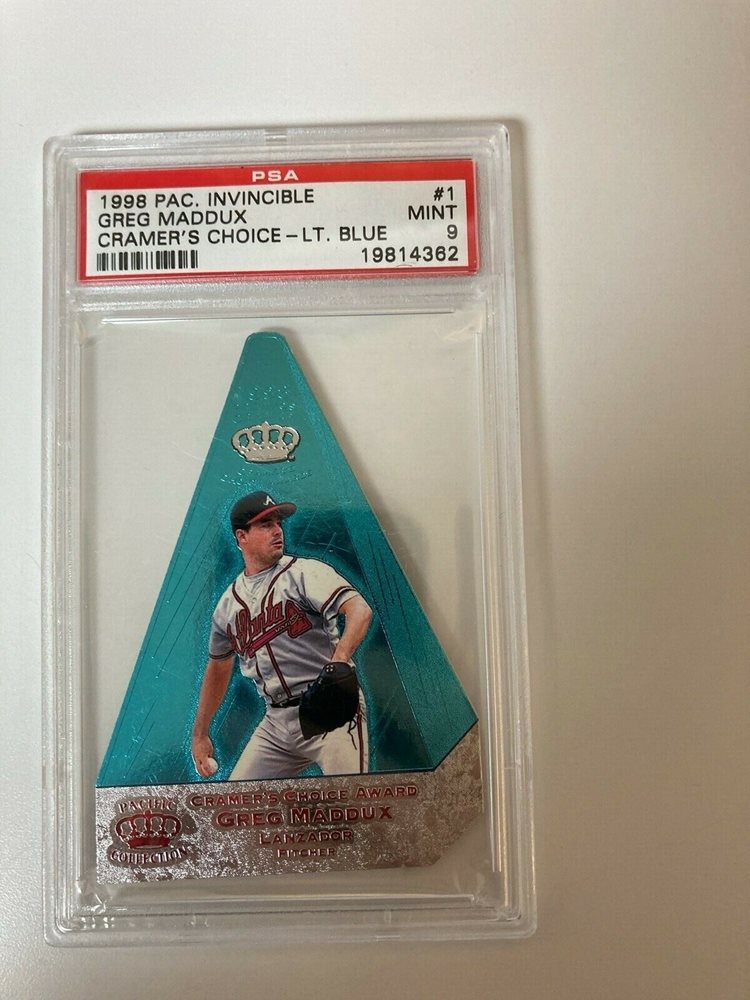 PSA
1998 PAC. INVINCIBLE #1
GREG MADDUX MINT
CRAMER'S CHOICE - LT. BLUE 9
19814362
Atlanta
PACIFIC
COLLECTION
CRAMER'S CHOICE AWARD
GREG MADDUX
LANZADOR
PITCHER